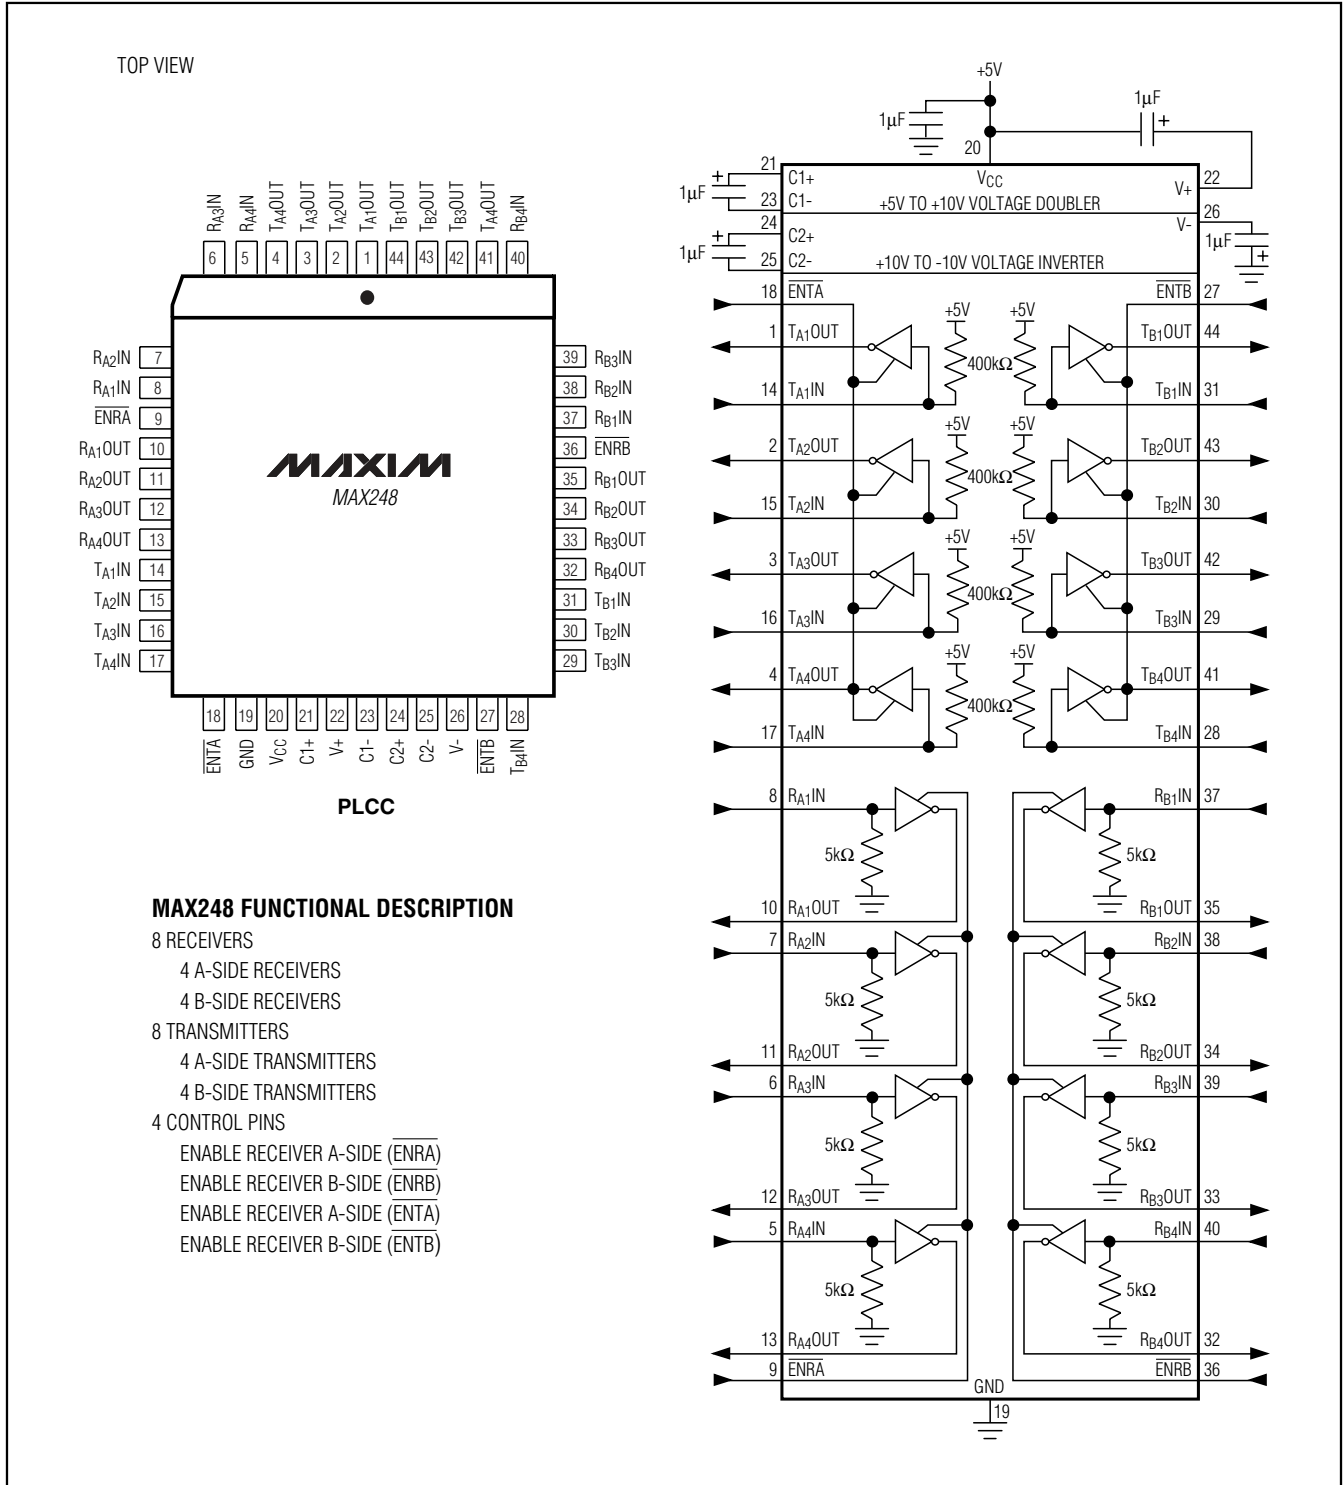 TOP VIEW
RA3IN
RA4IN
TA4OUT
TA3OUT
TA2OUT
TA1OUT
TB1OUT
TB2OUT
TB3OUT
TA4OUT
RB4IN
6 5 4 3 2 1 44 43 42 41 40
RA2IN 7
RA1IN 8
ENRA 9
RA1OUT 10
RA2OUT 11
RA3OUT 12
RA4OUT 13
TA1IN 14
TA2IN 15
TA3IN 16
TA4IN 17
MAXIM
MAX248
39 RB3IN
38 RB2IN
37 RB1IN
36 ENRB
35 RB1OUT
34 RB2OUT
33 RB3OUT
32 RB4OUT
31 TB1IN
30 TB2IN
29 TB3IN
18 19 20 21 22 23 24 25 26 27 28
ENTA
GND
VCC
C1+
V+
C1-
C2+
C2-
V-
ENTB
TB4IN
PLCC
MAX248 FUNCTIONAL DESCRIPTION
8 RECEIVERS
4 A-SIDE RECEIVERS
4 B-SIDE RECEIVERS
8 TRANSMITTERS
4 A-SIDE TRANSMITTERS
4 B-SIDE TRANSMITTERS
4 CONTROL PINS
ENABLE RECEIVER A-SIDE (ENRA)
ENABLE RECEIVER B-SIDE (ENRB)
ENABLE RECEIVER A-SIDE (ENTA)
ENABLE RECEIVER B-SIDE (ENTB)
+5V
1µF
1µF +
20
VCC
21 C1+
+ 1µF
23 C1-
+5V TO +10V VOLTAGE DOUBLER
V+ 22
24 C2+
+ 1µF
25 C2-
+10V TO -10V VOLTAGE INVERTER
V- 26
1µF +
18 ENTA
ENTB 27
+5V +5V
1 TA1OUT
TB1OUT 44
400kΩ
14 TA1IN
TB1IN 31
+5V +5V
2 TA2OUT
TB2OUT 43
400kΩ
15 TA2IN
TB2IN 30
+5V +5V
3 TA3OUT
TB3OUT 42
400kΩ
16 TA3IN
TB3IN 29
+5V +5V
4 TA4OUT
TB4OUT 41
400kΩ
17 TA4IN
TB4IN 28
8 RA1IN
RB1IN 37
5kΩ 5kΩ
10 RA1OUT
RB1OUT 35
7 RA2IN
RB2IN 38
5kΩ 5kΩ
11 RA2OUT
RB2OUT 34
6 RA3IN
RB3IN 39
5kΩ 5kΩ
12 RA3OUT
RB3OUT 33
5 RA4IN
RB4IN 40
5kΩ 5kΩ
13 RA4OUT
RB4OUT 32
9 ENRA
ENRB 36
GND
19